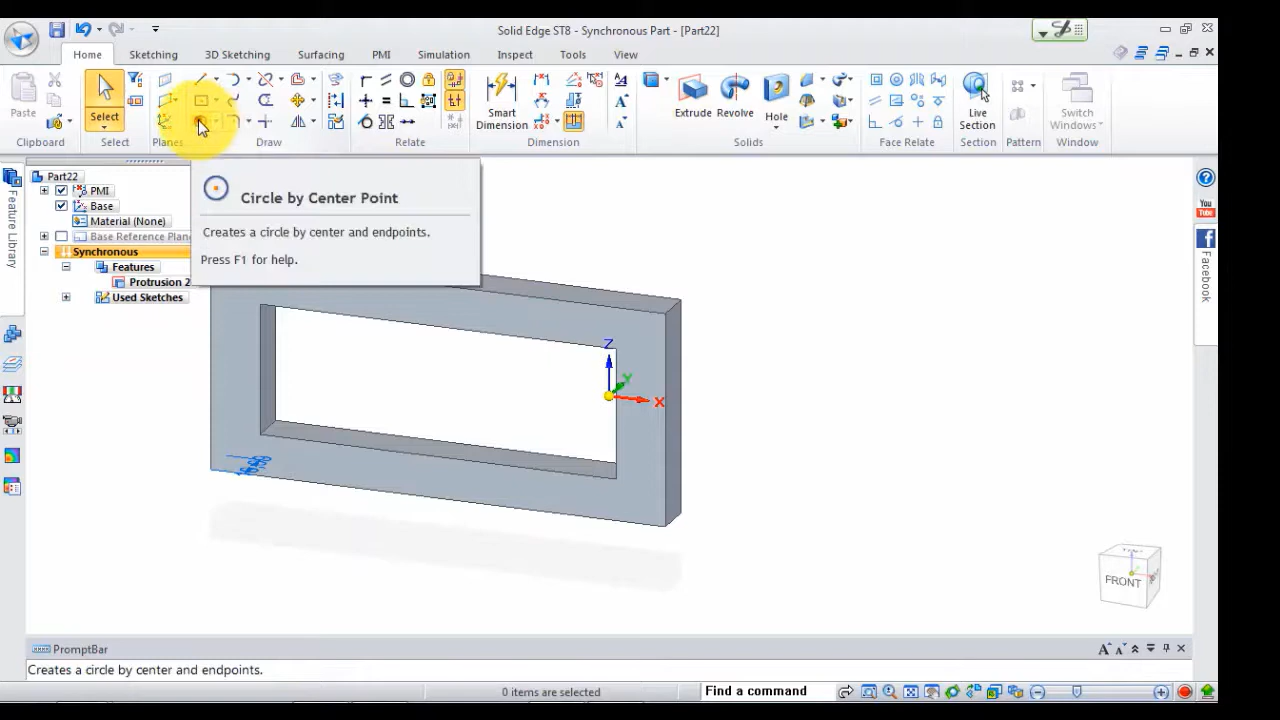 Solid Edge ST8 - Synchronous Part - [Part22]
Home
Sketching
3D Sketching
Surfacing
PMI
Simulation
Inspect
Tools
View
Paste
Select
Smart
Dimension
Extrude
Revolve
Hole
Live
Section
Switch
Windows
Clipboard
Select
Planes
Draw
Relate
Dimension
Solids
Face Relate
Section
Pattern
Window
Feature Library
Part22
PMI
Base
Material (None)
Base Reference Plan
Synchronous
Features
Protrusion 2
Used Sketches
Circle by Center Point
Creates a circle by center and endpoints.
Press F1 for help.
Z
Y
X
You
Tube
Facebook
FRONT
PromptBar
Creates a circle by center and endpoints.
0 items are selected
Find a command